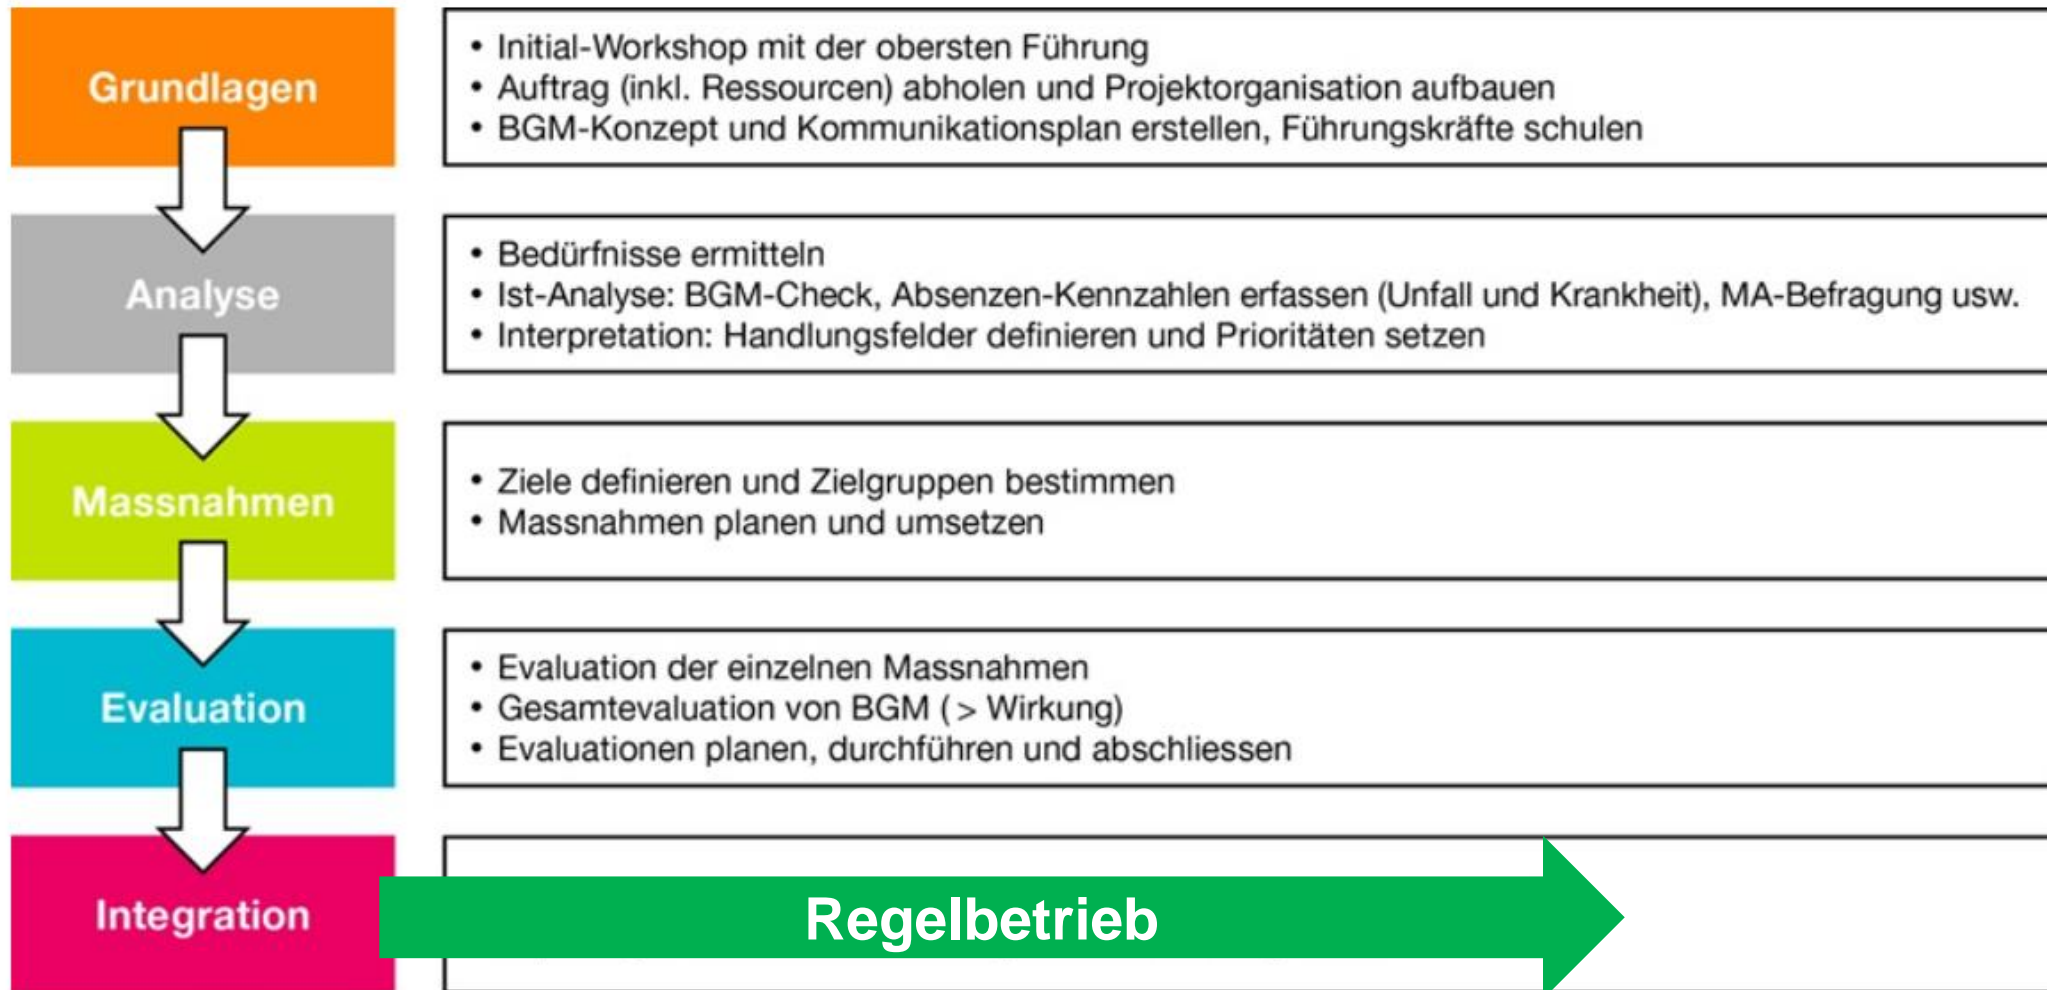 Grundlagen
• Initial-Workshop mit der obersten Führung
• Auftrag (inkl. Ressourcen) abholen und Projektorganisation aufbauen
• BGM-Konzept und Kommunikationsplan erstellen, Führungskräfte schulen
Analyse
• Bedürfnisse ermitteln
• Ist-Analyse: BGM-Check, Absenzen-Kennzahlen erfassen (Unfall und Krankheit), MA-Befragung usw.
• Interpretation: Handlungsfelder definieren und Prioritäten setzen
Massnahmen
• Ziele definieren und Zielgruppen bestimmen
• Massnahmen planen und umsetzen
Evaluation
• Evaluation der einzelnen Massnahmen
• Gesamtevaluation von BGM ( > Wirkung)
• Evaluationen planen, durchführen und abschliessen
Integration
Regelbetrieb